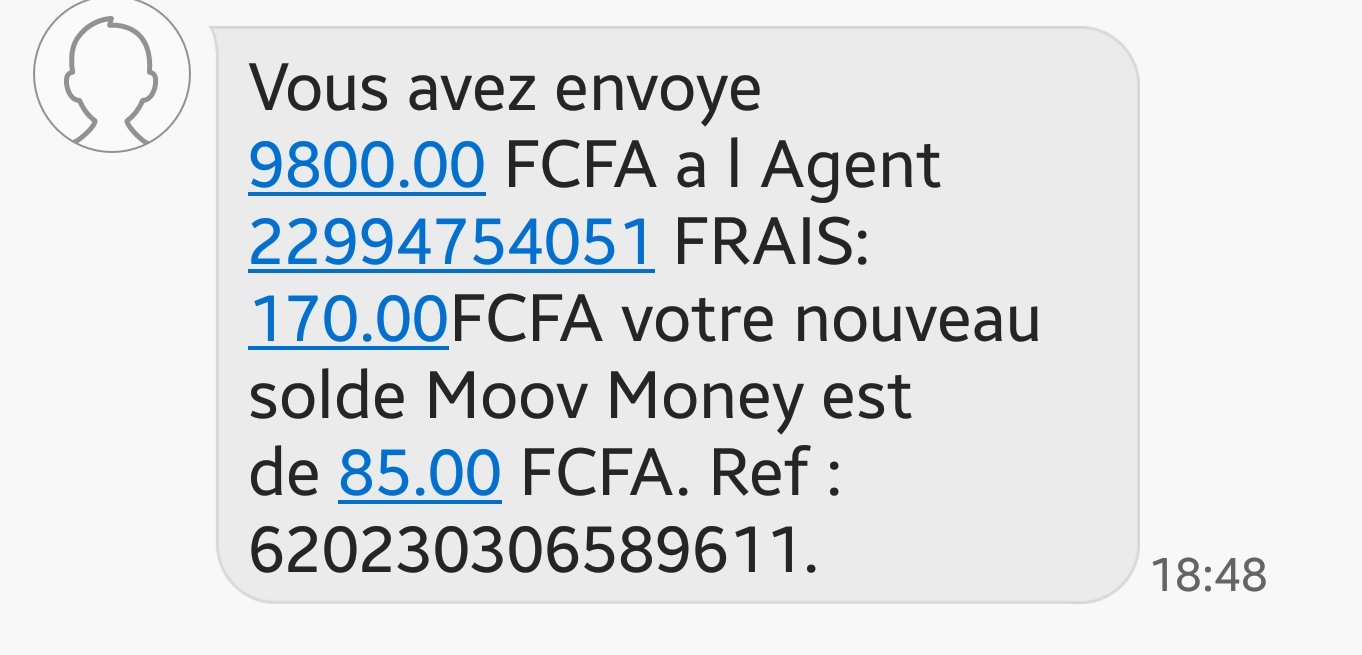 Vous avez envoye
9800.00 FCFA a l Agent
22994754051 FRAIS:
170.00FCFA votre nouveau
solde Moov Money est
de 85.00 FCFA. Ref :
620230306589611.
18:48